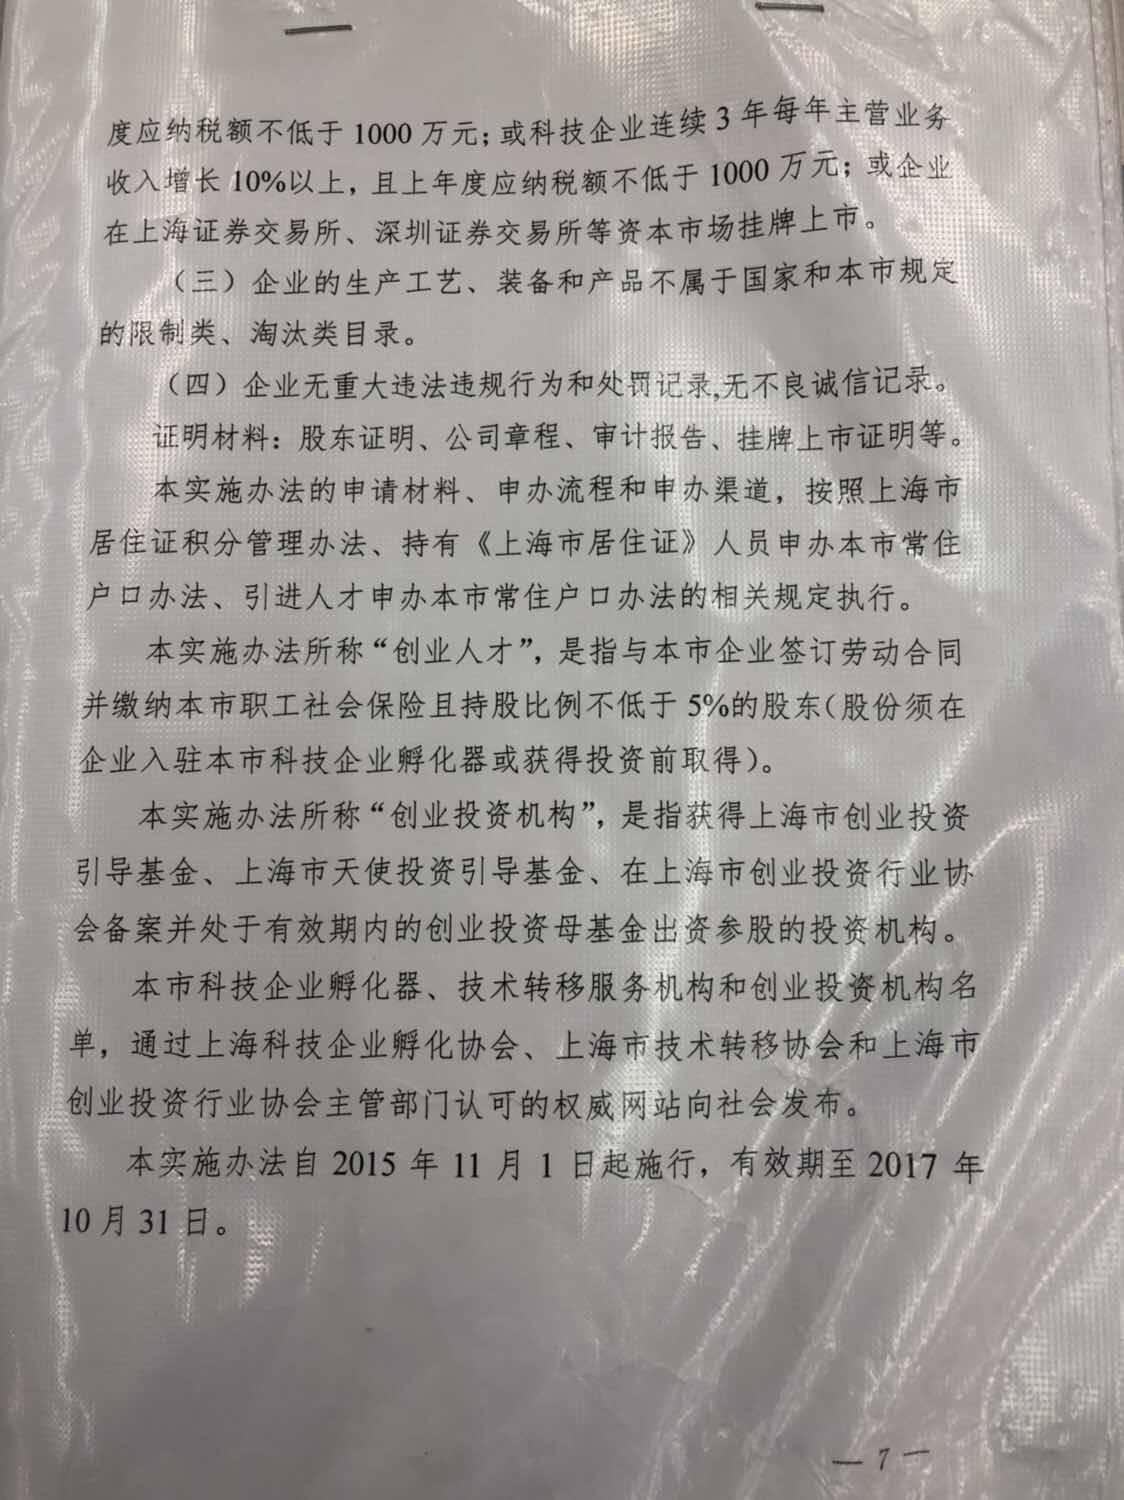 度应纳税额不低于 1000 万元；或科技企业连续 3 年每年主营业务
收入增长 10%以上，且上年度应纳税额不低于 1000 万元；或企业
在上海证券交易所、深圳证券交易所等资本市场挂牌上市。
（三）企业的生产工艺、装备和产品不属于国家和本市规定
的限制类、淘汰类目录。
（四）企业无重大违法违规行为和处罚记录,无不良诚信记录。
证明材料：股东证明、公司章程、审计报告、挂牌上市证明等。
本实施办法的申请材料、申办流程和申办渠道，按照上海市
居住证积分管理办法、持有《上海市居住证》人员申办本市常住
户口办法、引进人才申办本市常住户口办法的相关规定执行。
本实施办法所称“创业人才”，是指与本市企业签订劳动合同
并缴纳本市职工社会保险且持股比例不低于 5%的股东（股份须在
企业入驻本市科技企业孵化器或获得投资前取得）。
本实施办法所称“创业投资机构”，是指获得上海市创业投资
引导基金、上海市天使投资引导基金、在上海市创业投资行业协
会备案并处于有效期内的创业投资母基金出资参股的投资机构。
本市科技企业孵化器、技术转移服务机构和创业投资机构名
单，通过上海科技企业孵化协会、上海市技术转移协会和上海市
创业投资行业协会主管部门认可的权威网站向社会发布。
本实施办法自 2015 年 11 月 1 日起施行，有效期至 2017 年
10 月 31 日。
— 7 —